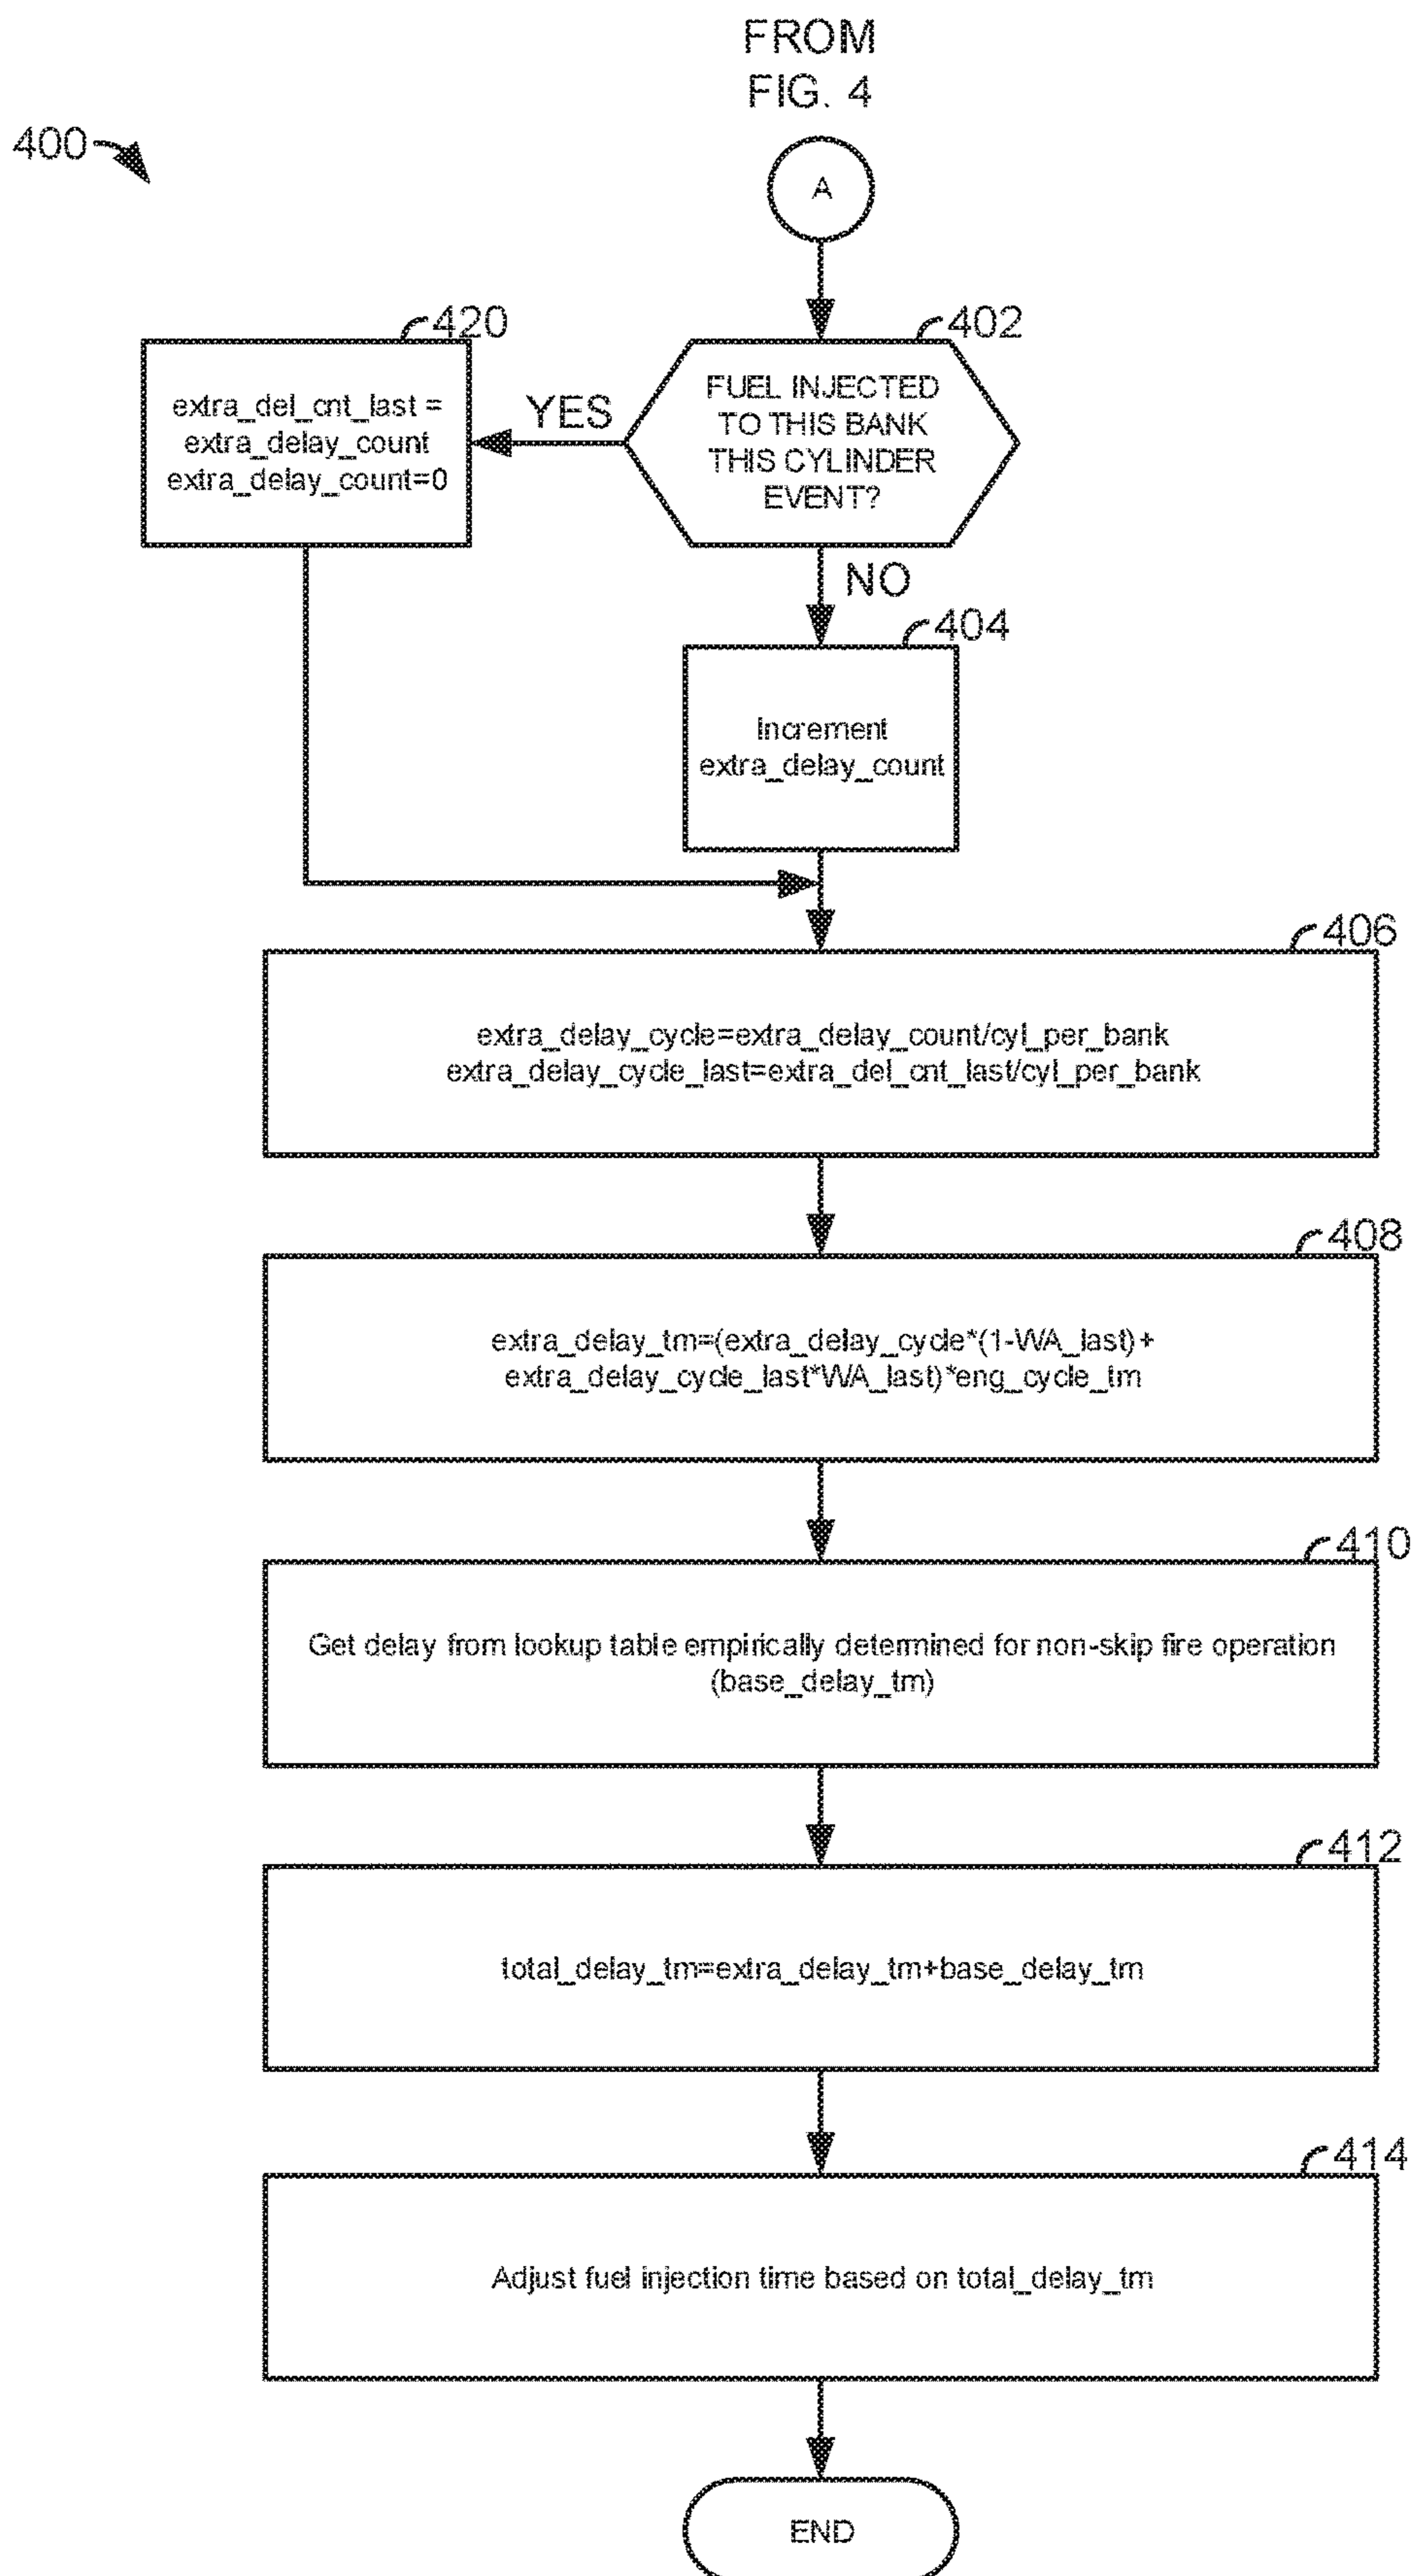 FROM
FIG. 4
400
A
420
402
extra_del_cnt_last =
extra_delay_count
extra_delay_count=0
YES
FUEL INJECTED
TO THIS BANK
THIS CYLINDER
EVENT?
NO
404
Increment
extra_delay_count
406
extra_delay_cycle=extra_delay_count/cyl_per_bank
extra_delay_cycle_last=extra_del_cnt_last/cyl_per_bank
408
extra_delay_tm=(extra_delay_cycle*(1-WA_last)+
extra_delay_cycle_last*WA_last)*eng_cycle_tm
410
Get delay from lookup table empirically determined for non-skip fire operation
(base_delay_tm)
412
total_delay_tm=extra_delay_tm+base_delay_tm
414
Adjust fuel injection time based on total_delay_tm
END